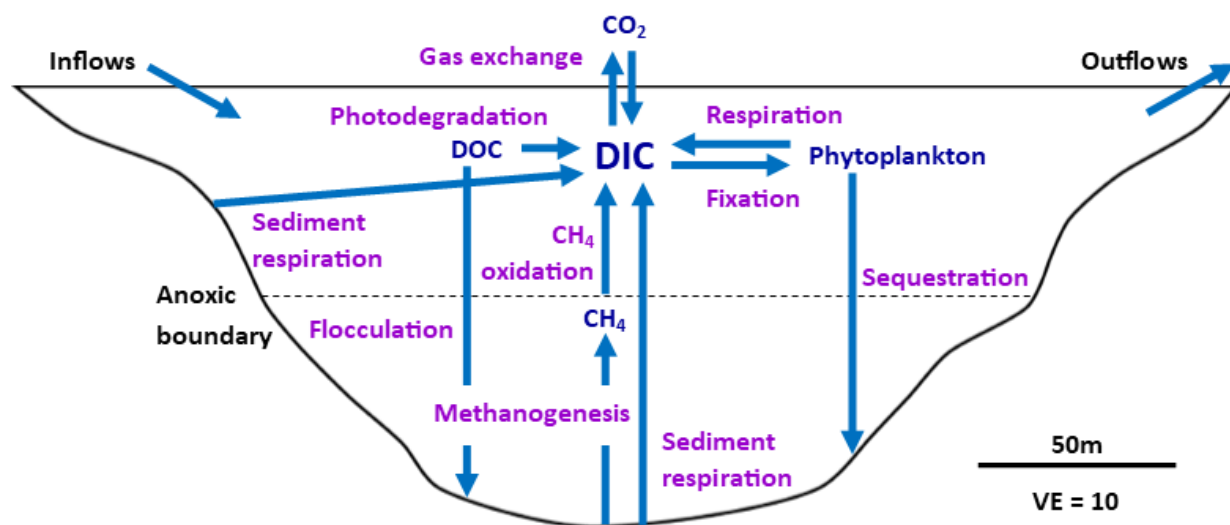 CO₂
Inflows
Gas exchange
Outflows
Photodegradation
Respiration
DOC
DIC
Phytoplankton
Fixation
Sediment
respiration
CH₄
oxidation
Sequestration
Anoxic
boundary
Flocculation
CH₄
Methanogenesis
Sediment
respiration
50m
VE = 10